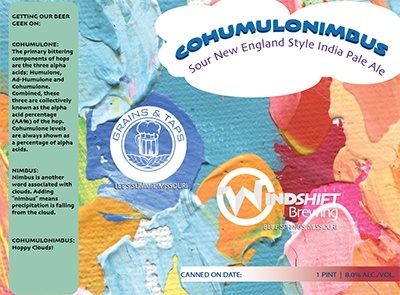 GETTING OUR BEER
GEEK ON:
COHUMULONE:
The primary bittering
components of hops
are the three alpha
acids: Humulone,
Ad-Humulone and
Cohumulone.
Combined, these
three are collectively
known as the alpha
acid percentage
(AA%) of the hop.
Cohumulone levels
are always shown as
a percentage of alpha
acids.
NIMBUS:
Nimbus is another
word associated with
clouds. Adding
"nimbus" means
precipitation is falling
from the cloud.
COHUMULONIMBUS:
Hoppy Clouds!
COHUMULONIMBUS
Sour New England Style India Pale Ale
GRAINS & TAPS
LEE'S SUMMIT, MISSOURI
WINDSHIFT
Brewing
BLUE SPRINGS, MISSOURI
CANNED ON DATE:
1 PINT | 8.0% ALC./VOL.